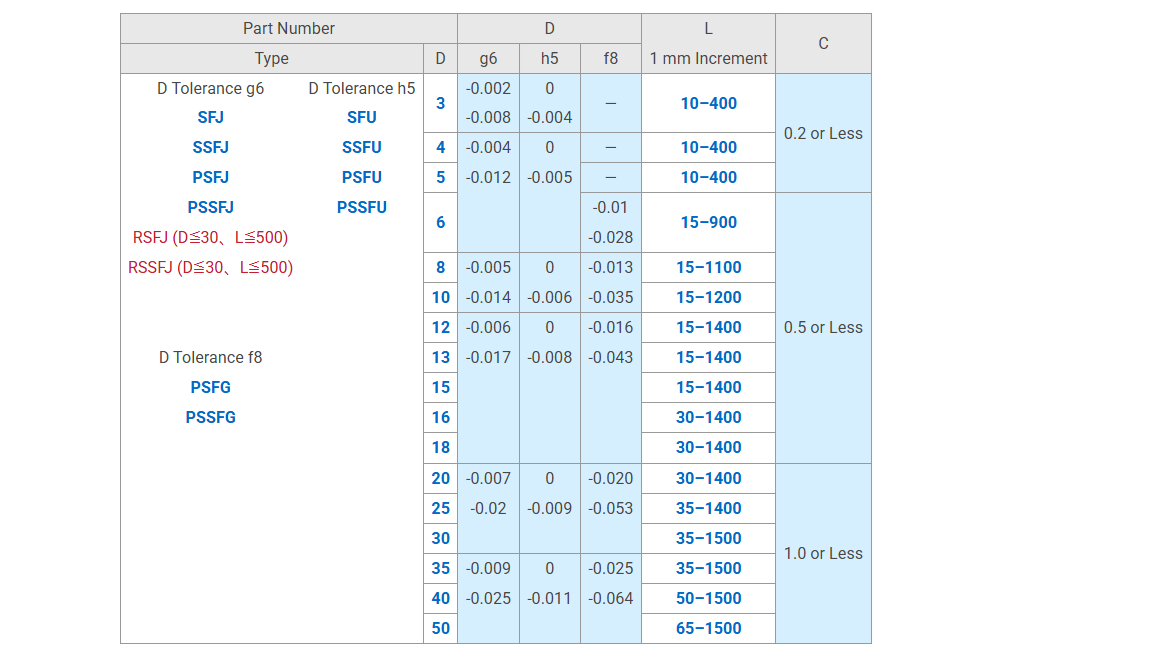 Part Number D L C
Type D g6 h5 f8 1 mm Increment
D Tolerance g6 D Tolerance h5 3 -0.002 0 – 10–400 0.2 or Less
SFJ SFU -0.008 -0.004
SSFJ SSFU 4 -0.004 0 – 10–400
PSFJ PSFU 5 -0.012 -0.005 – 10–400
PSSFJ PSSFU 6 -0.01 15–900 0.5 or Less
RSFJ (D≦30、L≦500) -0.028
RSSFJ (D≦30、L≦500) 8 -0.005 0 -0.013 15–1100
10 -0.014 -0.006 -0.035 15–1200
12 -0.006 0 -0.016 15–1400
D Tolerance f8 13 -0.017 -0.008 -0.043 15–1400
PSFG 15 15–1400
PSSFG 16 30–1400
18 30–1400
20 -0.007 0 -0.020 30–1400 1.0 or Less
25 -0.02 -0.009 -0.053 35–1400
30 35–1500
35 -0.009 0 -0.025 35–1500
40 -0.025 -0.011 -0.064 50–1500
50 65–1500